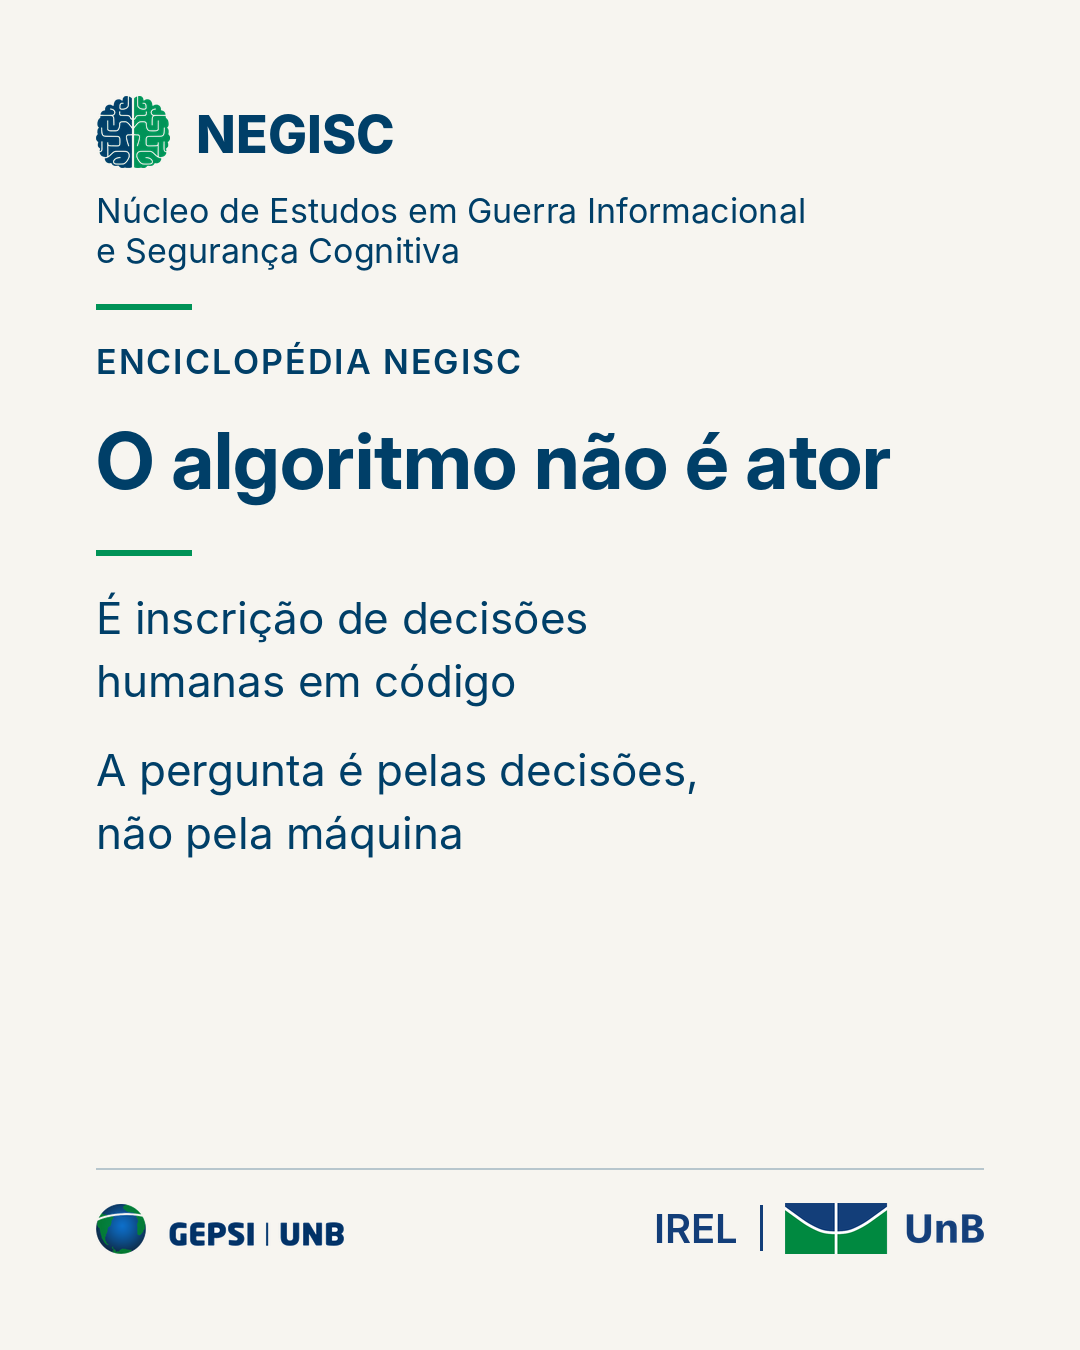 NEGISC
Núcleo de Estudos em Guerra Informacional
e Segurança Cognitiva
ENCICLOPÉDIA NEGISC
O algoritmo não é ator
É inscrição de decisões
humanas em código
A pergunta é pelas decisões,
não pela máquina
GEPSI | UNB
IREL | UnB